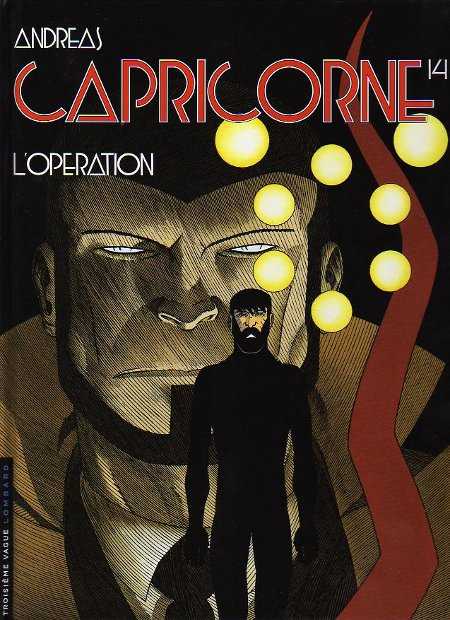 ANDREAS
CAPRICORNE
14
L'OPERATION
TROISIÈME VAGUE LOMBARD